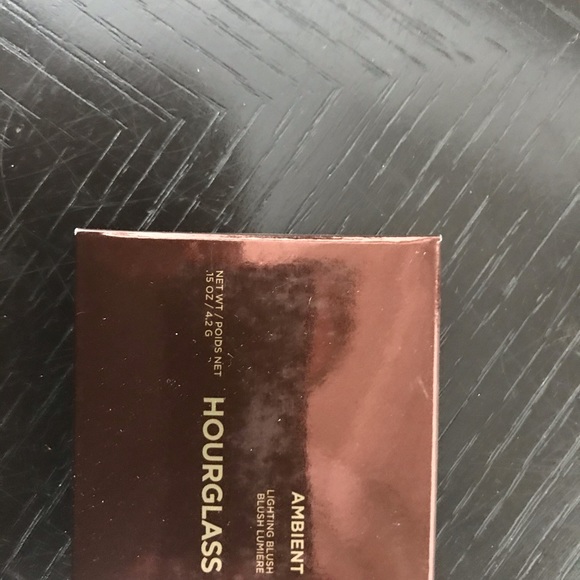 AMBIENT
LIGHTING BLUSH
BLUSH LUMIÈRE
HOURGLASS
NET WT / POIDS NET
.15 OZ / 4.2 G